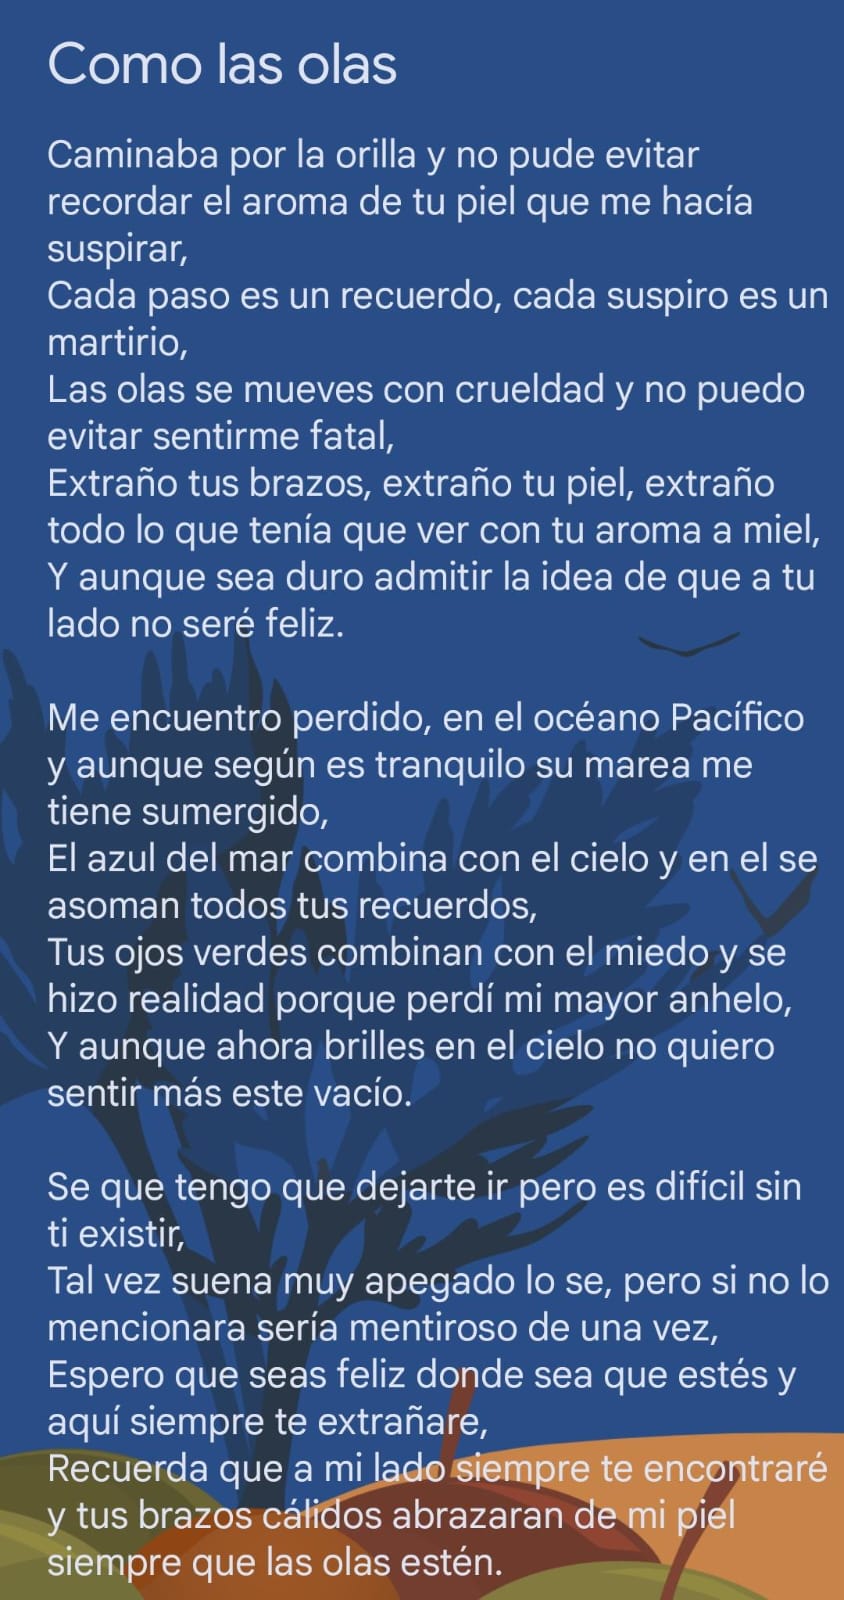 Como las olas
Caminaba por la orilla y no pude evitar
recordar el aroma de tu piel que me hacía
suspirar,
Cada paso es un recuerdo, cada suspiro es un
martirio,
Las olas se mueves con crueldad y no puedo
evitar sentirme fatal,
Extraño tus brazos, extraño tu piel, extraño
todo lo que tenía que ver con tu aroma a miel,
Y aunque sea duro admitir la idea de que a tu
lado no seré feliz.
Me encuentro perdido, en el océano Pacífico
y aunque según es tranquilo su marea me
tiene sumergido,
El azul del mar combina con el cielo y en el se
asoman todos tus recuerdos,
Tus ojos verdes combinan con el miedo y se
hizo realidad porque perdí mi mayor anhelo,
Y aunque ahora brilles en el cielo no quiero
sentir más este vacío.
Se que tengo que dejarte ir pero es difícil sin
ti existir,
Tal vez suena muy apegado lo se, pero si no lo
mencionara sería mentiroso de una vez,
Espero que seas feliz donde sea que estés y
aquí siempre te extrañare,
Recuerda que a mi lado siempre te encontraré
y tus brazos cálidos abrazaran de mi piel
siempre que las olas estén.